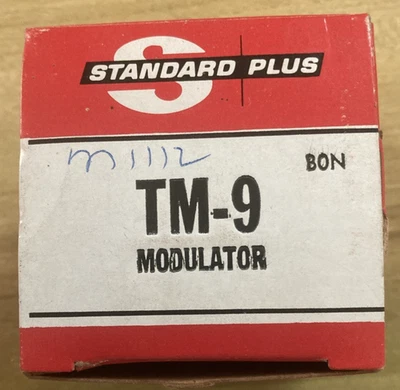 STANDARD PLUS
m1112 BON
TM-9
MODULATOR